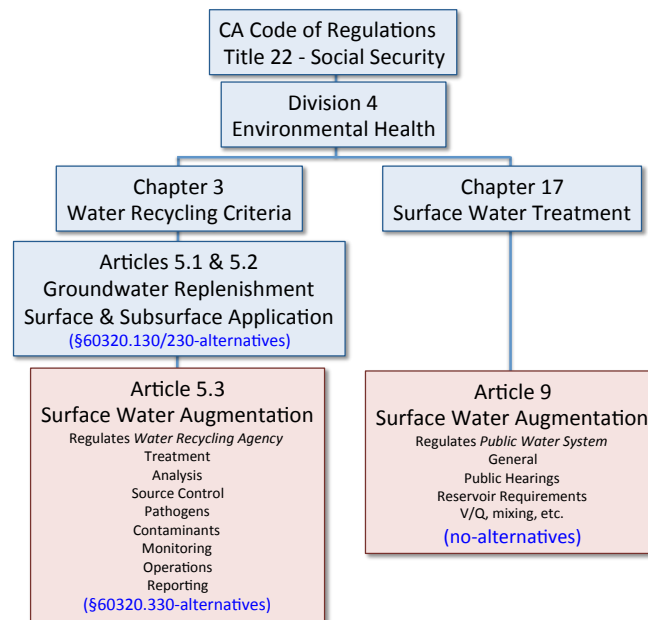 CA Code of Regulations
Title 22 - Social Security
Division 4
Environmental Health
Chapter 3
Water Recycling Criteria
Chapter 17
Surface Water Treatment
Articles 5.1 & 5.2
Groundwater Replenishment
Surface & Subsurface Application
(§60320.130/230-alternatives)
Article 5.3
Surface Water Augmentation
Regulates Water Recycling Agency
Treatment
Analysis
Source Control
Pathogens
Contaminants
Monitoring
Operations
Reporting
(§60320.330-alternatives)
Article 9
Surface Water Augmentation
Regulates Public Water System
General
Public Hearings
Reservoir Requirements
V/Q, mixing, etc.
(no-alternatives)